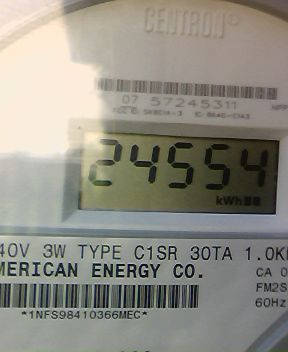 CENTRON®
07 57245311
24554
kWh
40V 3W TYPE C1SR 30TA 1.0K
MERICAN ENERGY CO.
CA 0
FM2S
60Hz
*1NFS98410366MEC*